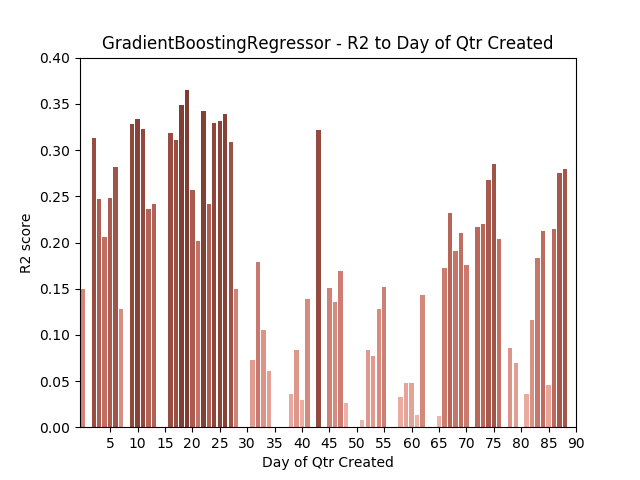 GradientBoostingRegressor - R2 to Day of Qtr Created
0.40
0.35
0.30
0.25
0.20
0.15
0.10
0.05
0.00
R2 score
5 10 15 20 25 30 35 40 45 50 55 60 65 70 75 80 85 90
Day of Qtr Created